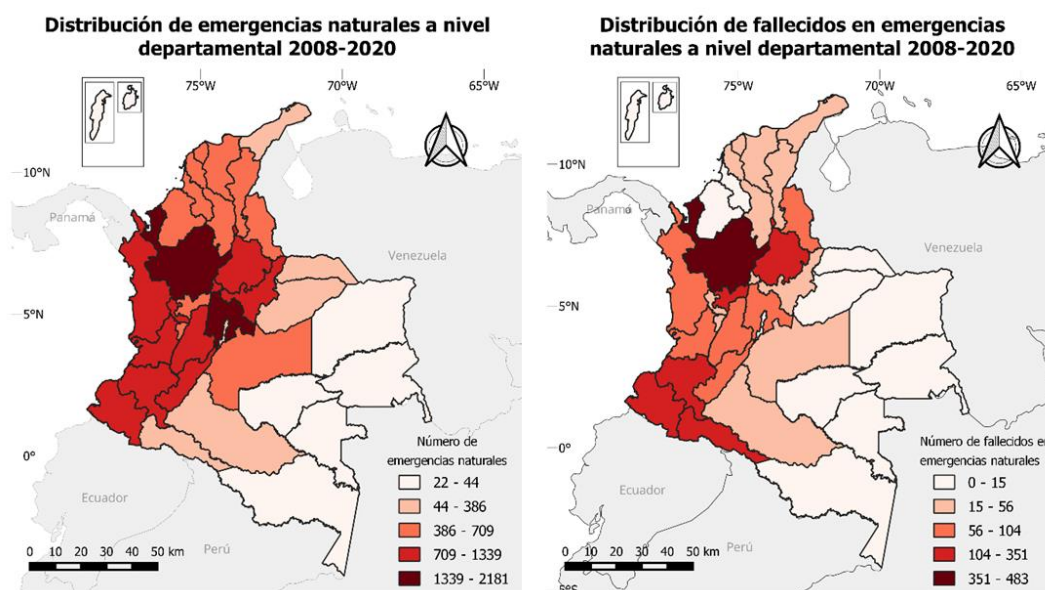 Distribución de emergencias naturales a nivel
departamental 2008-2020
75°W
70°W
65°W
10°N
5°N
0°
Panamá
Venezuela
Ecuador
Perú
Número de
emergencias naturales
22 - 44
44 - 386
386 - 709
709 - 1339
1339 - 2181
0 10 20 30 40 50 km
Distribución de fallecidos en emergencias
naturales a nivel departamental 2008-2020
75°W
70°W
65°W
10°N
5°N
0°
Panamá
Venezuela
Ecuador
Perú
Número de fallecidos en
emergencias naturales
0 - 15
15 - 56
56 - 104
104 - 351
351 - 483
0 10 20 30 40 50 km